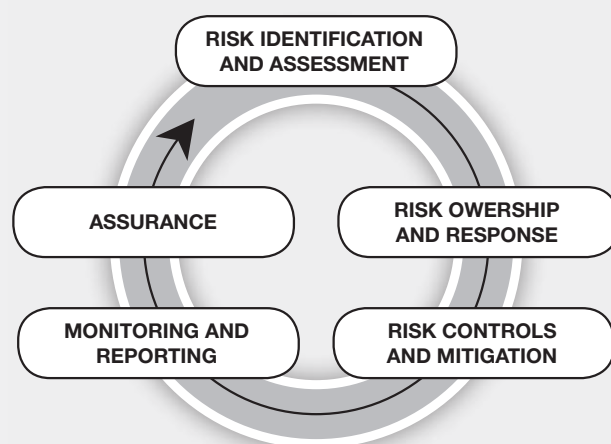 RISK IDENTIFICATION
AND ASSESSMENT
RISK OWERSHIP
AND RESPONSE
RISK CONTROLS
AND MITIGATION
MONITORING AND
REPORTING
ASSURANCE